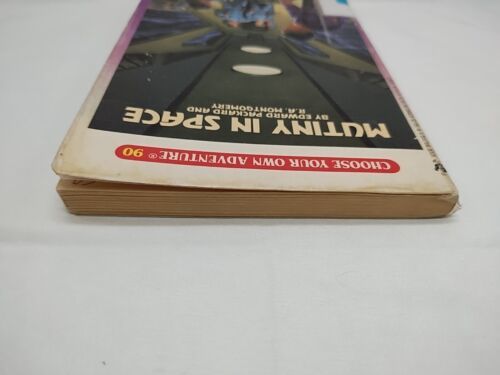 CHOOSE YOUR OWN ADVENTURE® 90
MUTINY IN SPACE
BY EDWARD PACKARD AND
R.A. MONTGOMERY